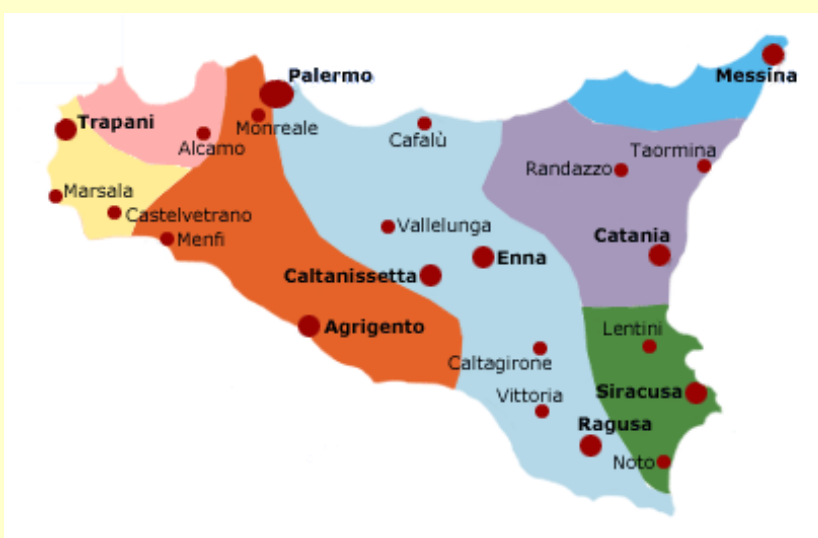 Palermo
Messina
Trapani
Monreale
Cafalù
Alcamo
Taormina
Randazzo
Marsala
Castelvetrano
Vallelunga
Menfi
Catania
Enna
Caltanissetta
Agrigento
Lentini
Caltagirone
Siracusa
Vittoria
Ragusa
Noto